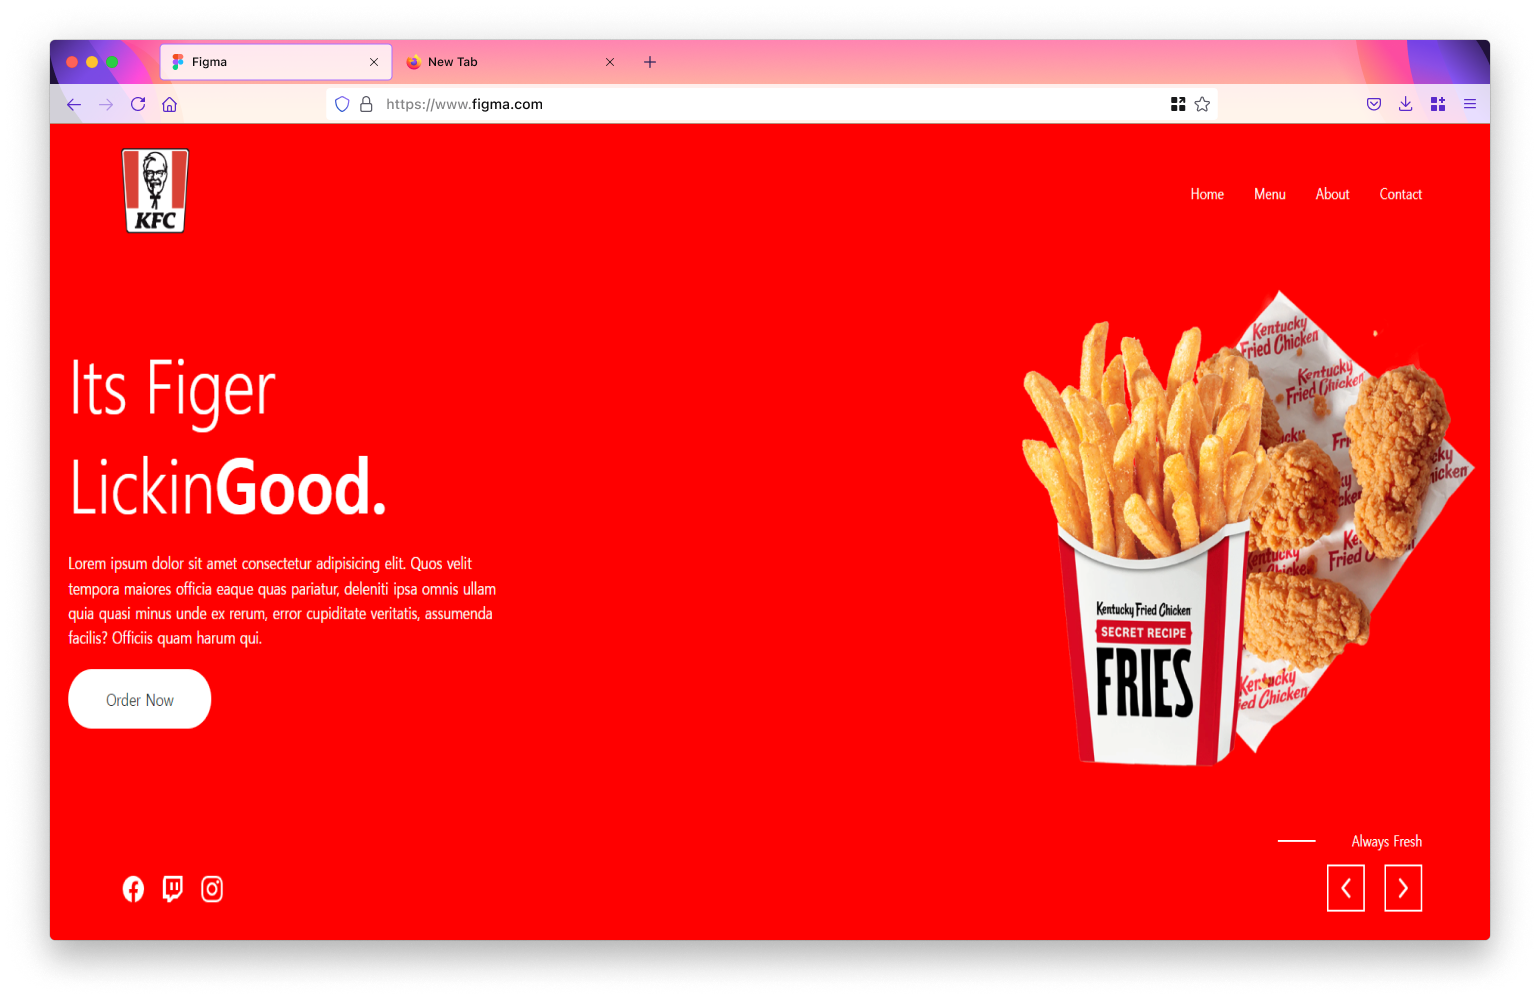 Figma
New Tab
https://www.figma.com
KFC
Home Menu About Contact
Its Figer
LickinGood.
Lorem ipsum dolor sit amet consectetur adipisicing elit. Quos velit
tempora maiores officia eaque quas pariatur, deleniti ipsa omnis ullam
quia quasi minus unde ex rerum, error cupiditate veritatis, assumenda
facilis? Officiis quam harum qui.
Order Now
Kentucky
Fried Chicken
Kentucky
Fried Chicken
Kentucky Fried Chicken
SECRET RECIPE
FRIES
Kentucky
Fried Chicken
Always Fresh